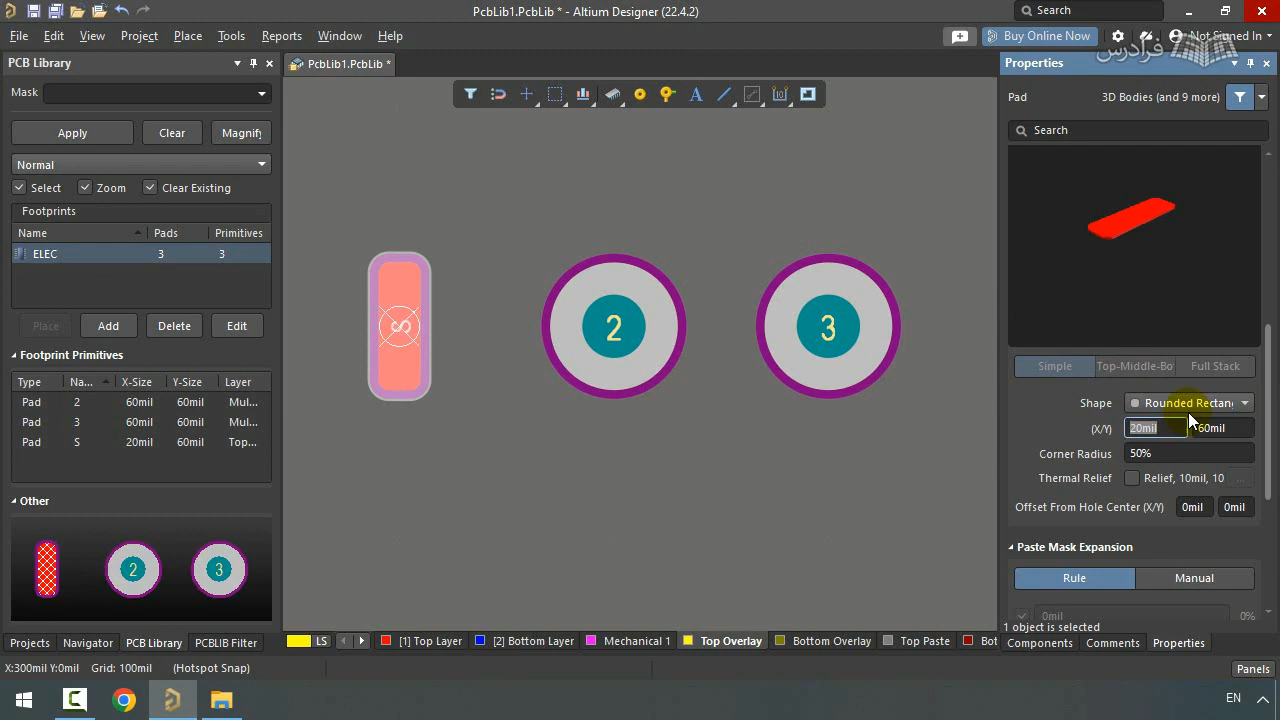 PcbLib1.PcbLib * - Altium Designer (22.4.2)
Search
File Edit View Project Place Tools Reports Window Help
Buy Online Now
Not Signed In
فرادرس
PCB Library
PcbLib1.PcbLib *
Properties
Mask
Pad
3D Bodies (and 9 more)
Apply Clear Magnify
Search
Normal
Select Zoom Clear Existing
Footprints
Name Pads Primitives
ELEC 3 3
Place Add Delete Edit
S
2
3
Footprint Primitives
Type Na... X-Size Y-Size Layer
Pad 2 60mil 60mil Mul...
Pad 3 60mil 60mil Mul...
Pad S 20mil 60mil Top...
Simple Top-Middle-Bo Full Stack
Shape Rounded Rectang
(X/Y) 20mil 60mil
Corner Radius 50%
Thermal Relief Relief, 10mil, 10 ...
Offset From Hole Center (X/Y) 0mil 0mil
Other
2
3
Paste Mask Expansion
Rule Manual
0mil 0%
1 object is selected
Projects Navigator PCB Library PCBLIB Filter
LS [1] Top Layer [2] Bottom Layer Mechanical 1 Top Overlay Bottom Overlay Top Paste Bot
Components Comments Properties
X:300mil Y:0mil Grid: 100mil (Hotspot Snap)
Panels
EN